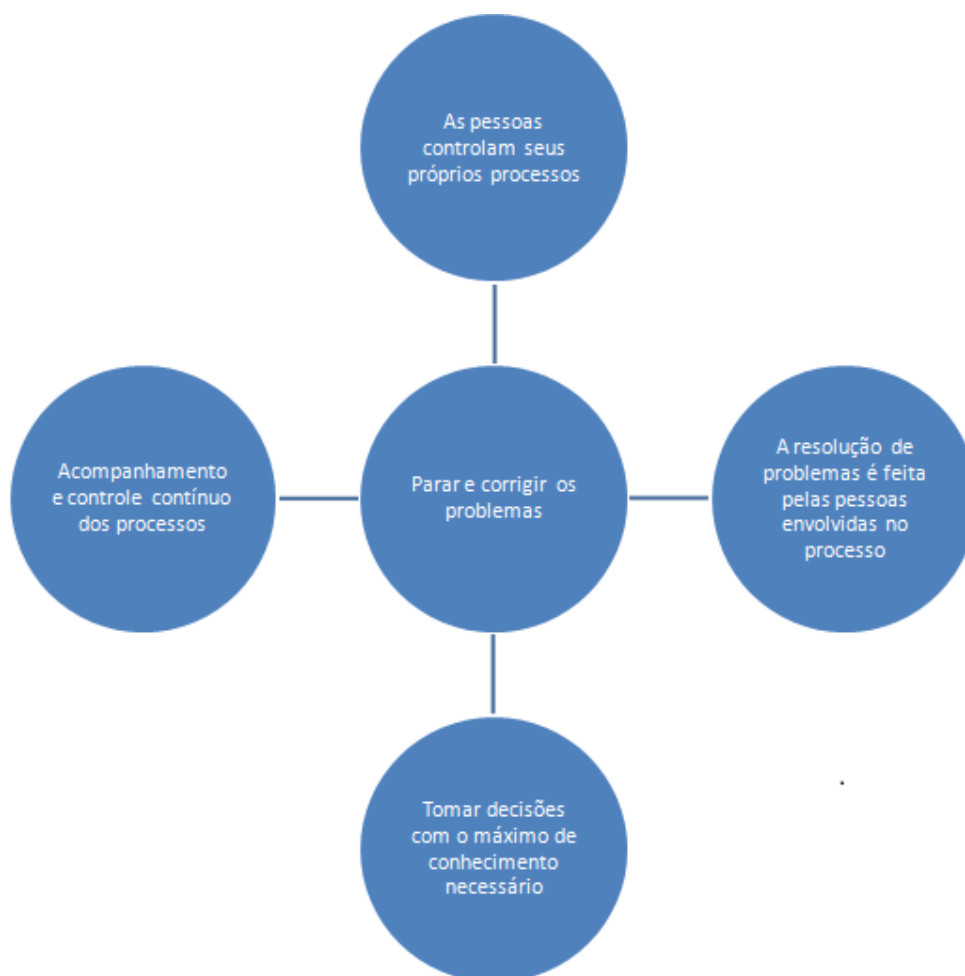 As pessoas
controlam seus
próprios processos
Acompanhamento
e controle contínuo
dos processos
Parar e corrigir os
problemas
A resolução de
problemas é feita
pelas pessoas
envolvidas no
processo
Tomar decisões
com o máximo de
conhecimento
necessário